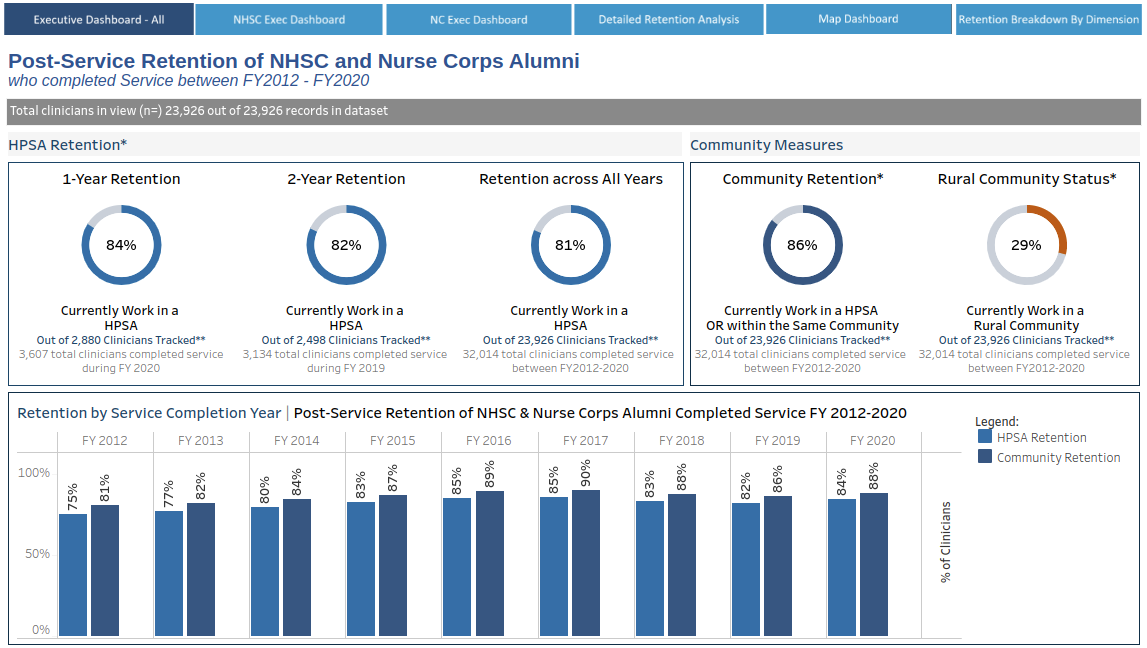 Executive Dashboard - All
NHSC Exec Dashboard
NC Exec Dashboard
Detailed Retention Analysis
Map Dashboard
Retention Breakdown By Dimension
Post-Service Retention of NHSC and Nurse Corps Alumni
who completed Service between FY2012 - FY2020
Total clinicians in view (n=) 23,926 out of 23,926 records in dataset
HPSA Retention*
1-Year Retention
84%
Currently Work in a
HPSA
Out of 2,880 Clinicians Tracked**
3,607 total clinicians completed service
during FY 2020
2-Year Retention
82%
Currently Work in a
HPSA
Out of 2,498 Clinicians Tracked**
3,134 total clinicians completed service
during FY 2019
Retention across All Years
81%
Currently Work in a
HPSA
Out of 23,926 Clinicians Tracked**
32,014 total clinicians completed service
between FY2012-2020
Community Measures
Community Retention*
86%
Currently Work in a HPSA
OR within the Same Community
Out of 23,926 Clinicians Tracked**
32,014 total clinicians completed service
between FY2012-2020
Rural Community Status*
29%
Currently Work in a
Rural Community
Out of 23,926 Clinicians Tracked**
32,014 total clinicians completed service
between FY2012-2020
Retention by Service Completion Year | Post-Service Retention of NHSC & Nurse Corps Alumni Completed Service FY 2012-2020
FY 2012
FY 2013
FY 2014
FY 2015
FY 2016
FY 2017
FY 2018
FY 2019
FY 2020
100%
50%
0%
75%
81%
77%
82%
80%
84%
83%
87%
85%
89%
85%
90%
83%
88%
82%
86%
84%
88%
% of Clinicians
Legend:
HPSA Retention
Community Retention